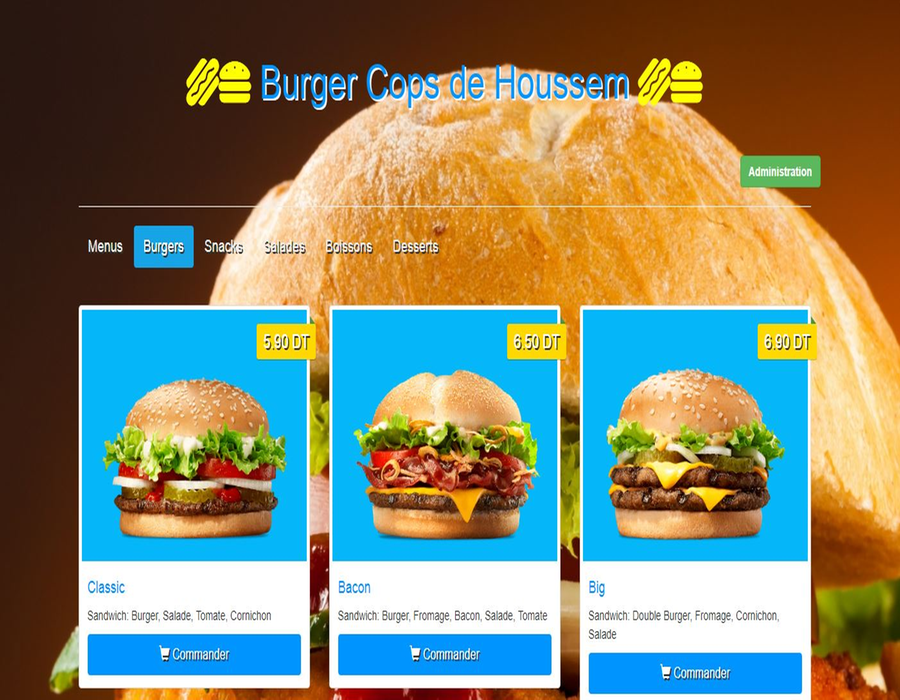 Burger Cops de Houssem
Administration
Menus Burgers Snacks Salades Boissons Desserts
5.90 DT
6.50 DT
6.90 DT
Classic
Sandwich: Burger, Salade, Tomate, Cornichon
Commander
Bacon
Sandwich: Burger, Fromage, Bacon, Salade, Tomate
Commander
Big
Sandwich: Double Burger, Fromage, Cornichon,
Salade
Commander